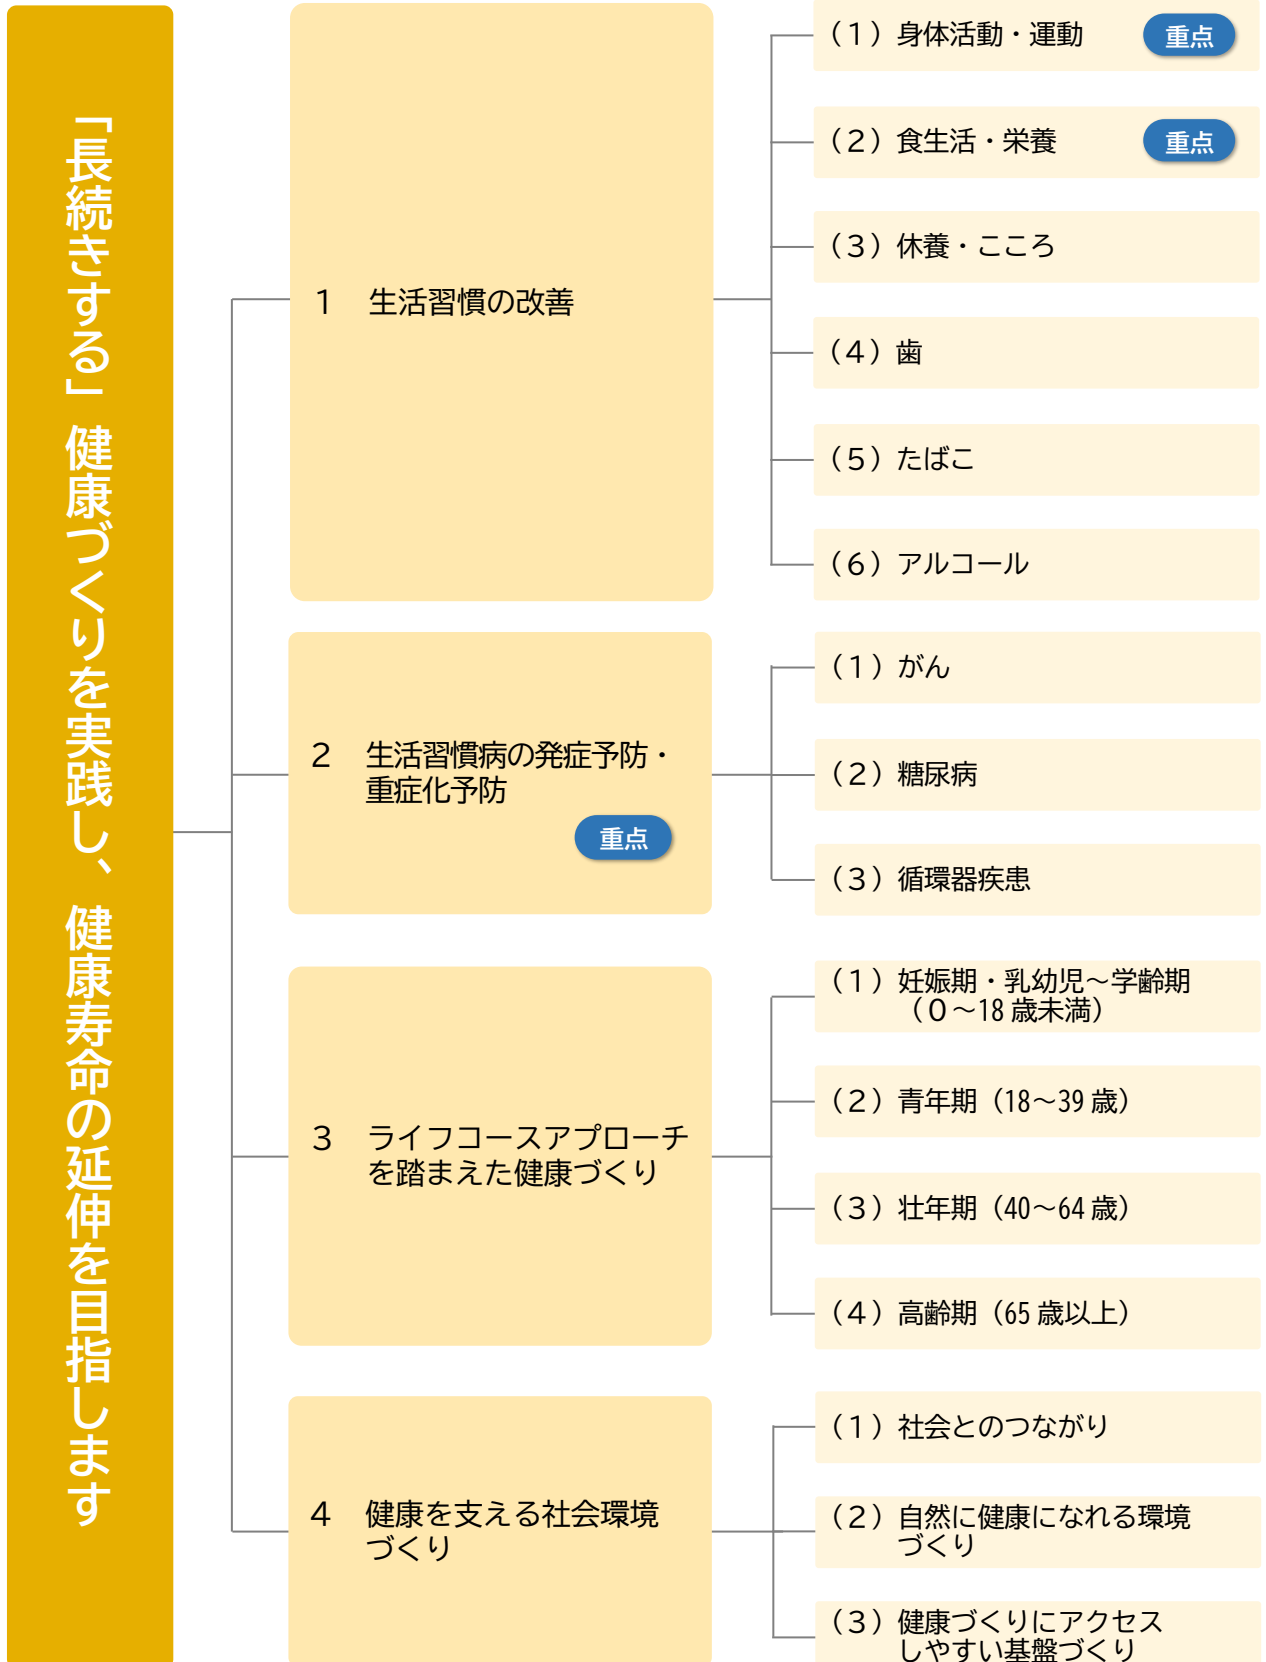 「長続きする」健康づくりを実践し、健康寿命の延伸を目指します
1 生活習慣の改善
（1）身体活動・運動 重点
（2）食生活・栄養 重点
（3）休養・こころ
（4）歯
（5）たばこ
（6）アルコール
2 生活習慣病の発症予防・
重症化予防
重点
（1）がん
（2）糖尿病
（3）循環器疾患
3 ライフコースアプローチ
を踏まえた健康づくり
（1）妊娠期・乳幼児～学齢期
（0～18歳未満）
（2）青年期（18～39歳）
（3）壮年期（40～64歳）
（4）高齢期（65歳以上）
4 健康を支える社会環境
づくり
（1）社会とのつながり
（2）自然に健康になれる環境
づくり
（3）健康づくりにアクセス
しやすい基盤づくり